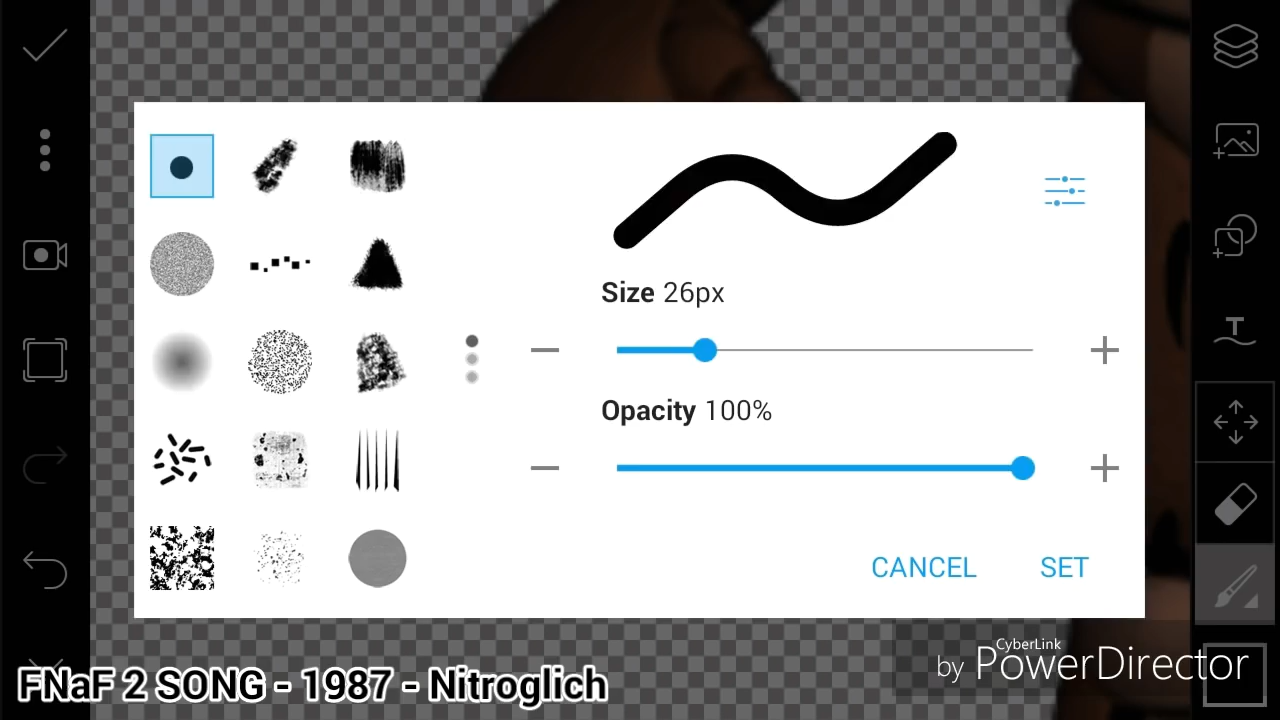 Size 26px
Opacity 100%
CANCEL SET
CyberLink
by PowerDirector
FNaF 2 SONG - 1987 - Nitroglich